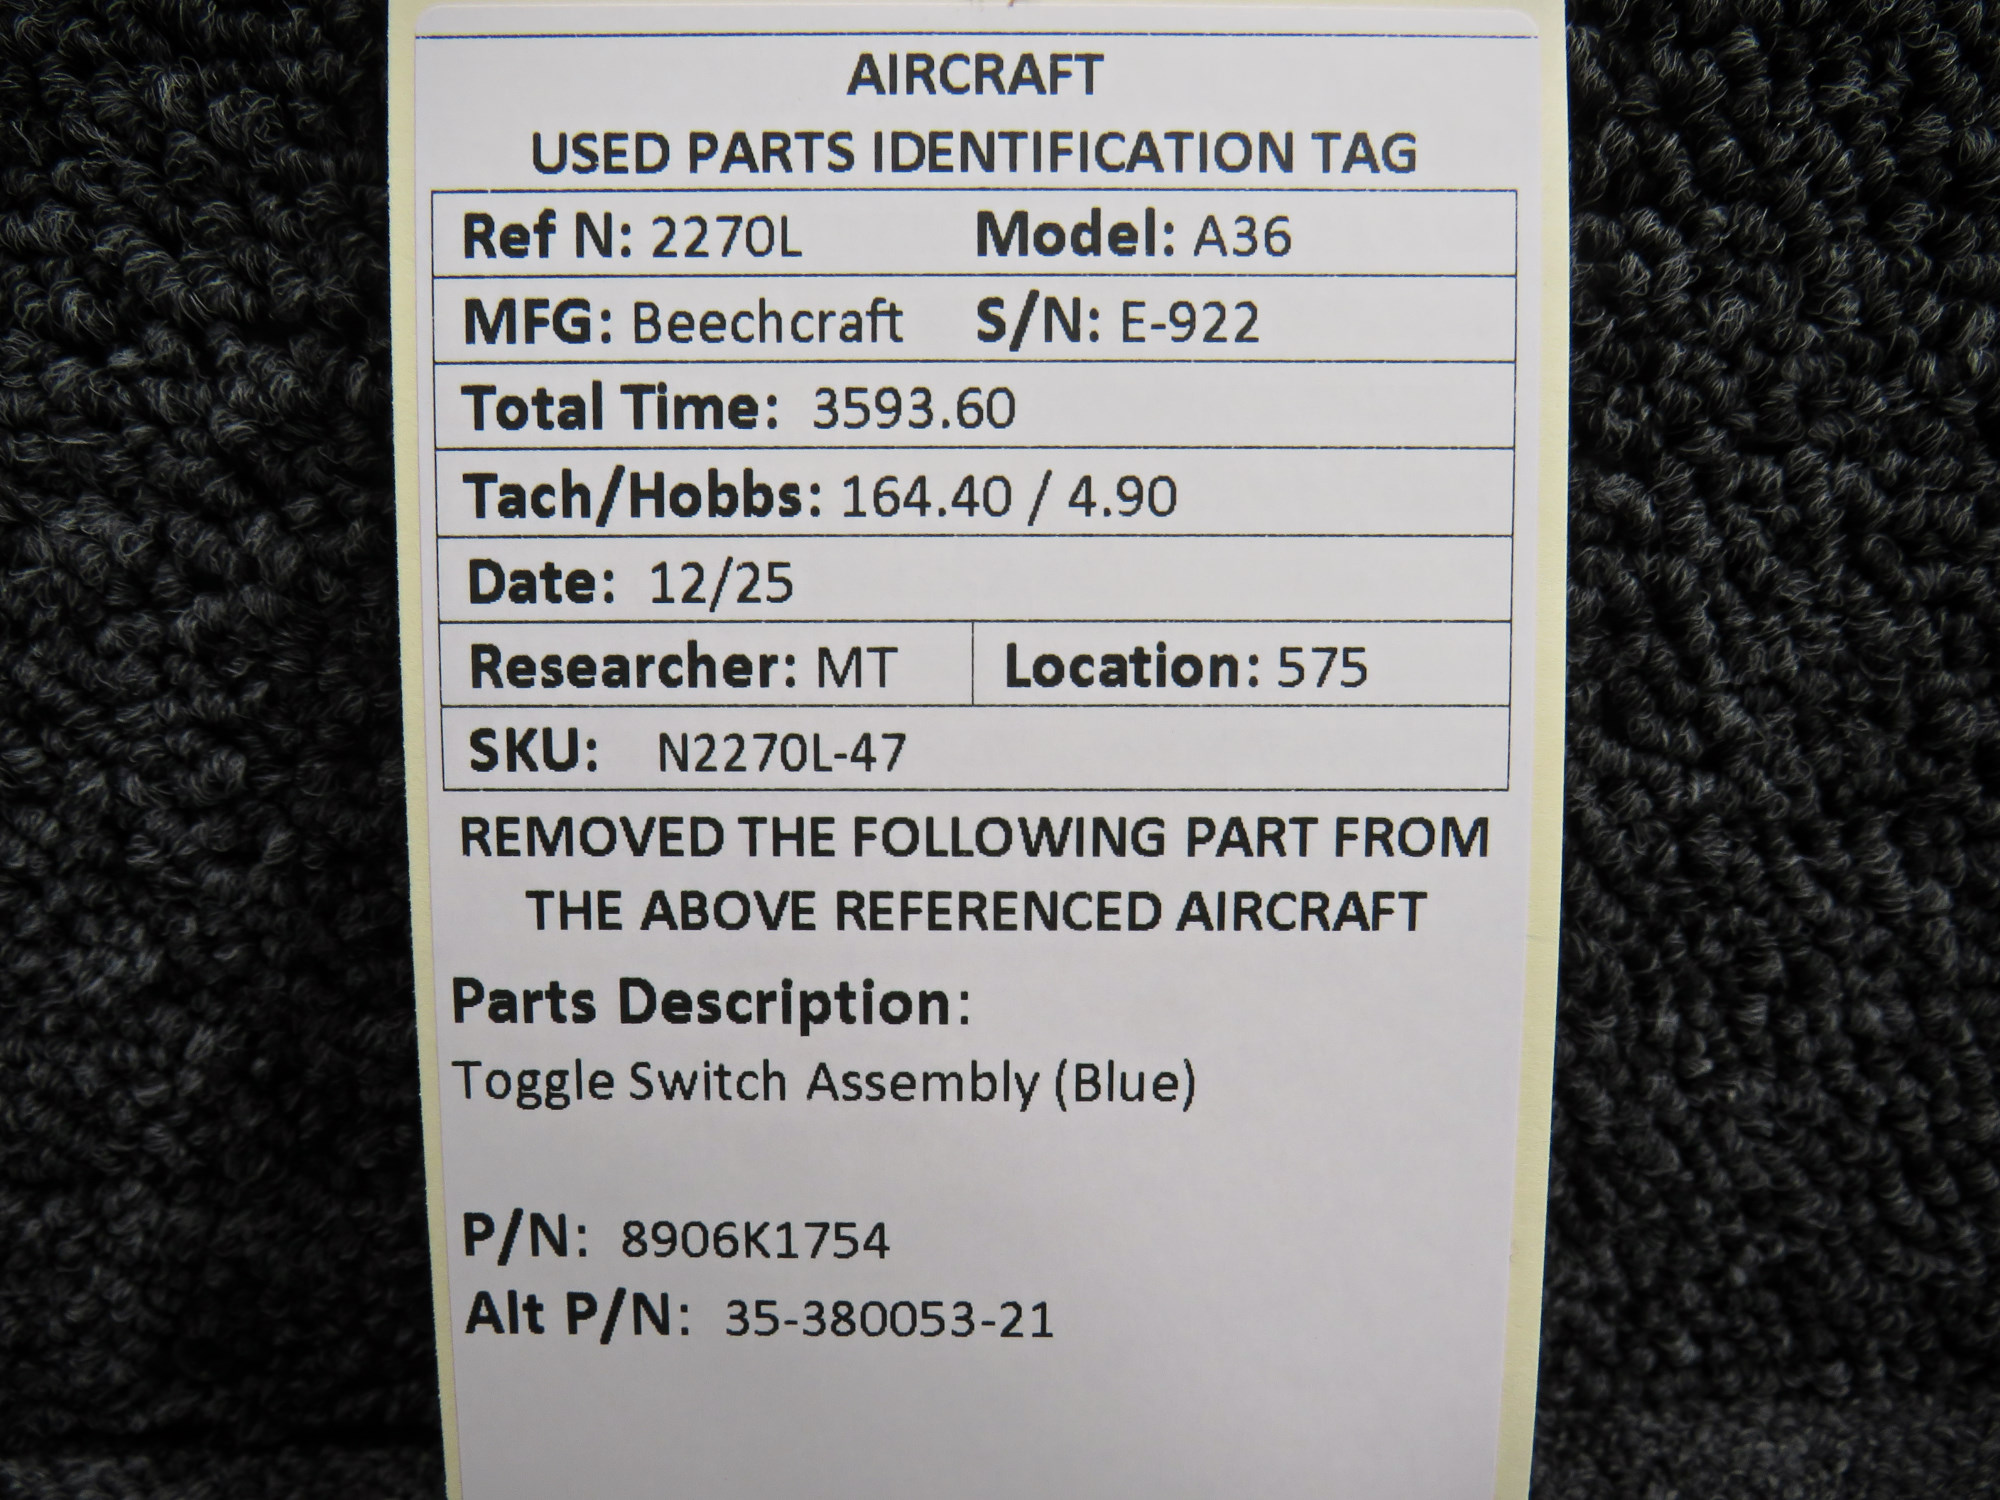 AIRCRAFT
USED PARTS IDENTIFICATION TAG
Ref N: 2270L Model: A36
MFG: Beechcraft S/N: E-922
Total Time: 3593.60
Tach/Hobbs: 164.40 / 4.90
Date: 12/25
Researcher: MT Location: 575
SKU: N2270L-47
REMOVED THE FOLLOWING PART FROM
THE ABOVE REFERENCED AIRCRAFT
Parts Description:
Toggle Switch Assembly (Blue)
P/N: 8906K1754
Alt P/N: 35-380053-21